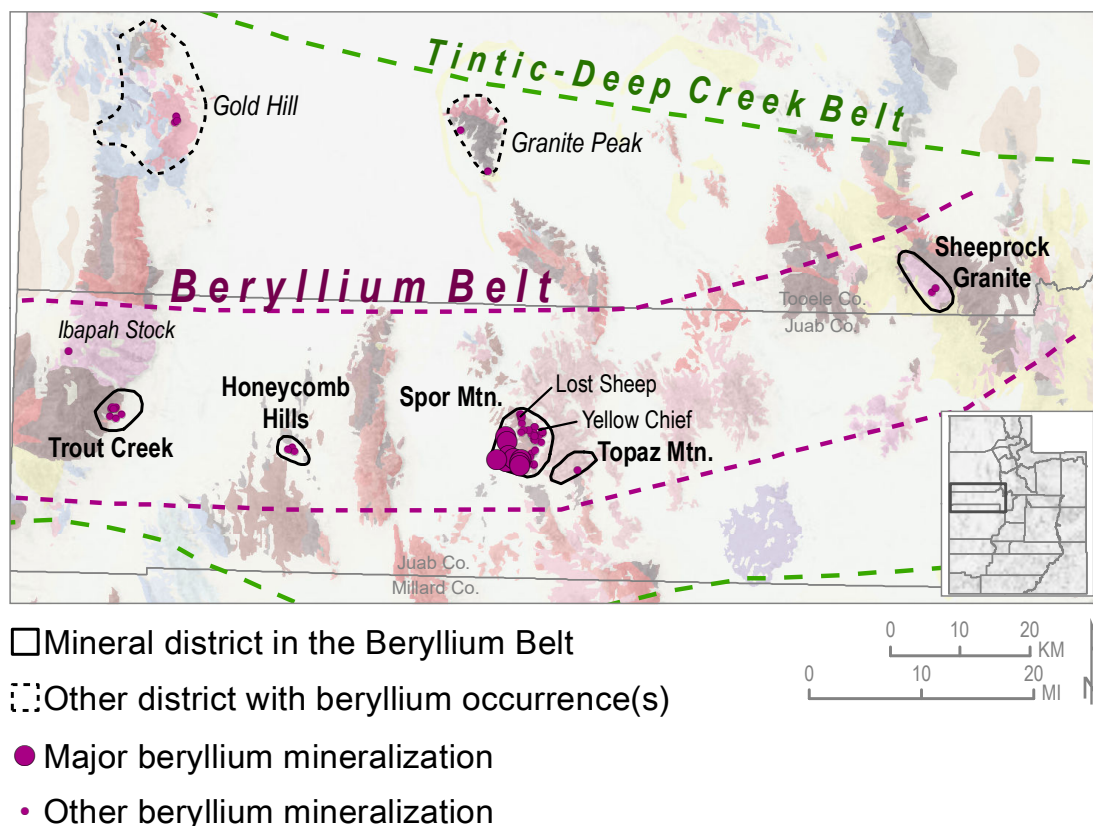 Tintic-Deep Creek Belt
Gold Hill
Granite Peak
Sheeprock
Granite
Beryllium Belt
Tooele Co.
Juab Co.
Ibapah Stock
Honeycomb
Hills
Spor Mtn.
Lost Sheep
Yellow Chief
Trout Creek
Topaz Mtn.
Juab Co.
Millard Co.
Mineral district in the Beryllium Belt
0 10 20
KM
Other district with beryllium occurrence(s)
0 10 20
MI
N
Major beryllium mineralization
Other beryllium mineralization